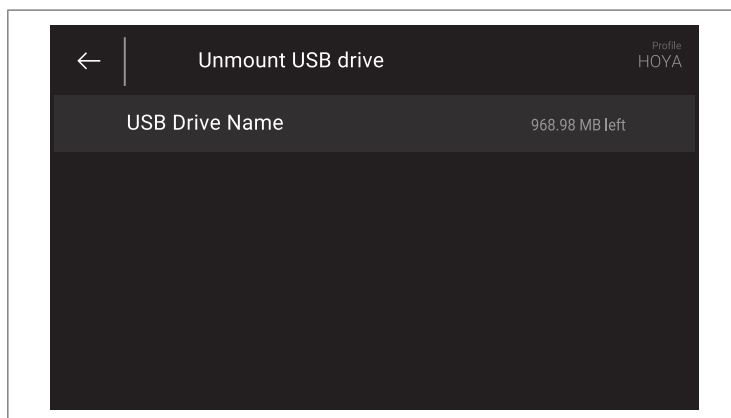 Unmount USB drive
Profile
HOYA
USB Drive Name 968.98 MB left